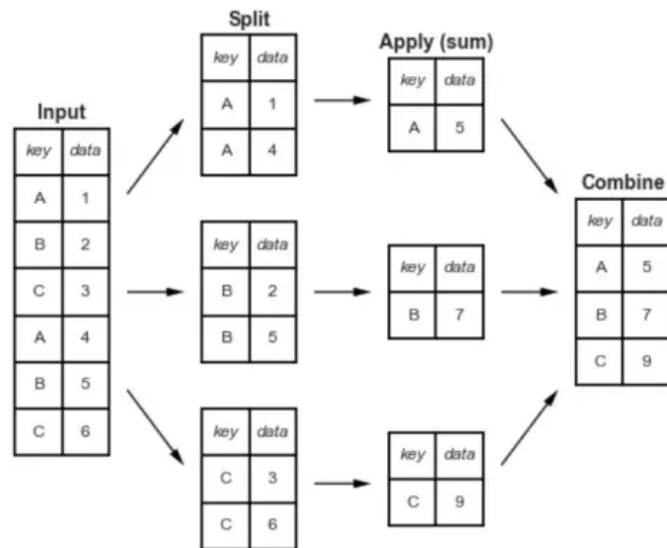 Input
key data
A 1
B 2
C 3
A 4
B 5
C 6
Split
key data
A 1
A 4
key data
B 2
B 5
key data
C 3
C 6
Apply (sum)
key data
A 5
key data
B 7
key data
C 9
Combine
key data
A 5
B 7
C 9